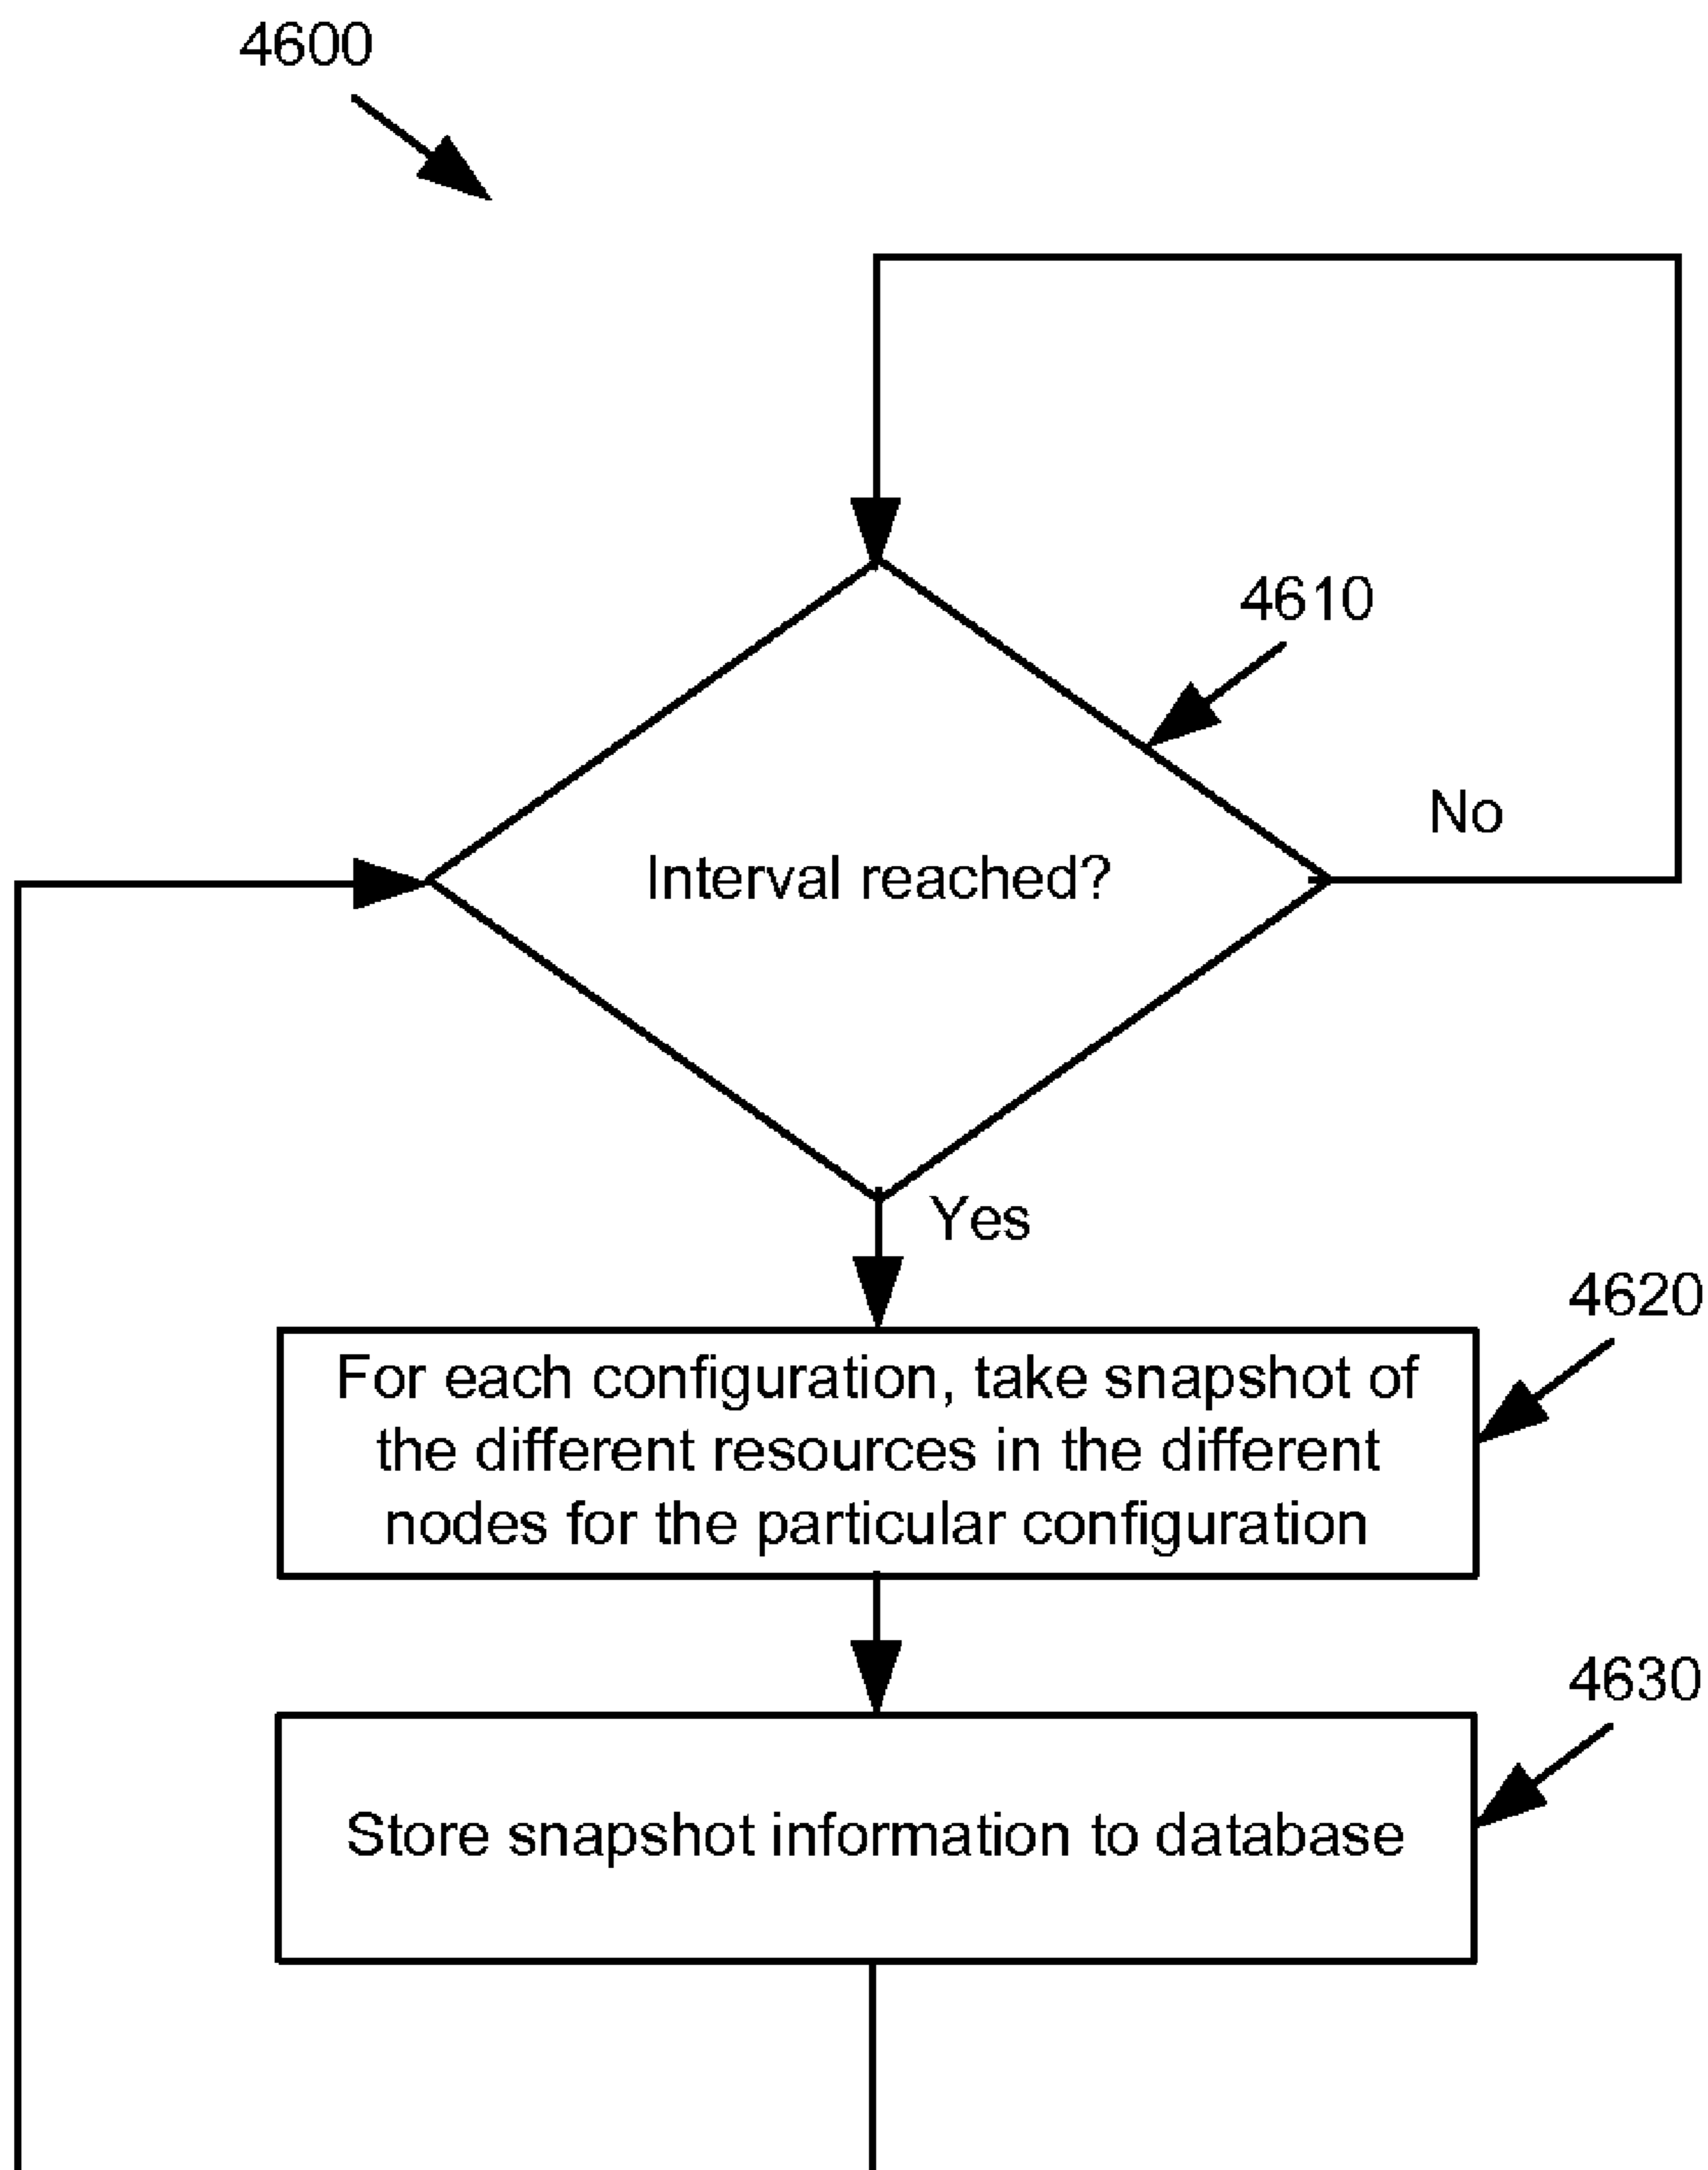 4600
4610
No
Interval reached?
Yes
4620
For each configuration, take snapshot of
the different resources in the different
nodes for the particular configuration
4630
Store snapshot information to database